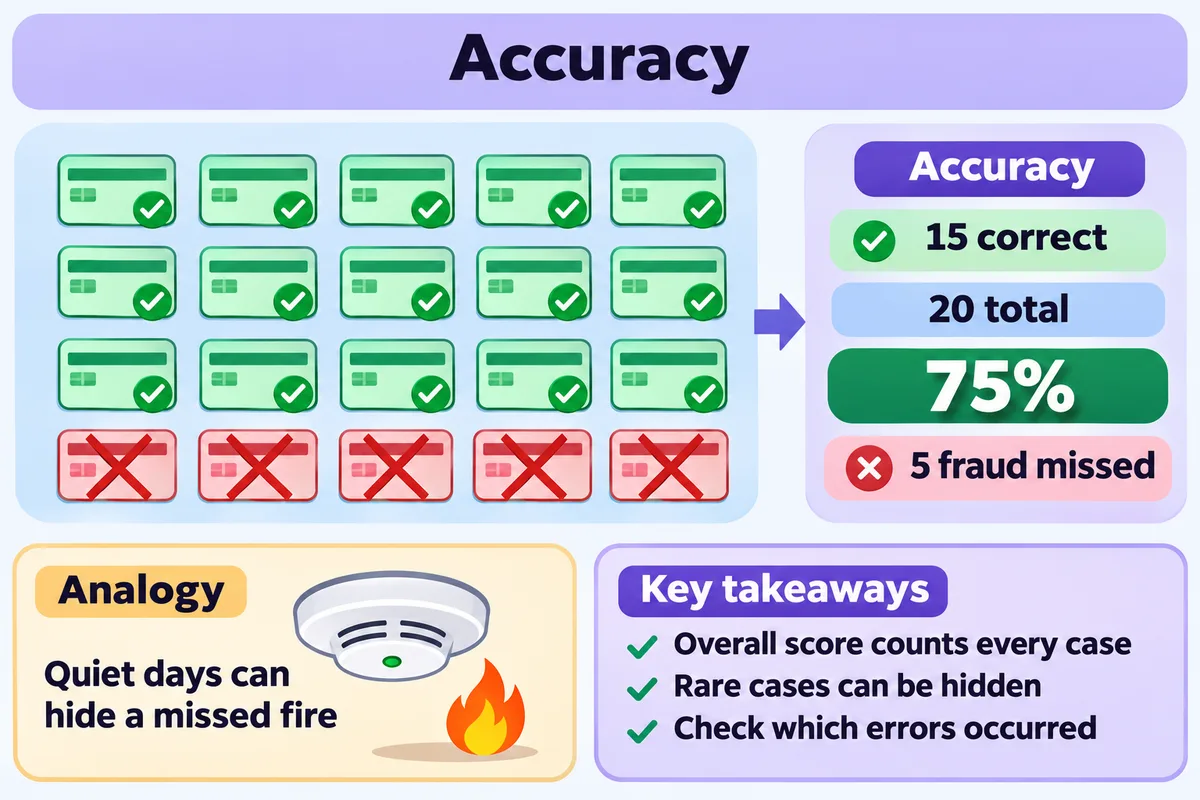 Accuracy
Accuracy
15 correct
20 total
75%
5 fraud missed
Analogy
Quiet days can
hide a missed fire
Key takeaways
Overall score counts every case
Rare cases can be hidden
Check which errors occurred